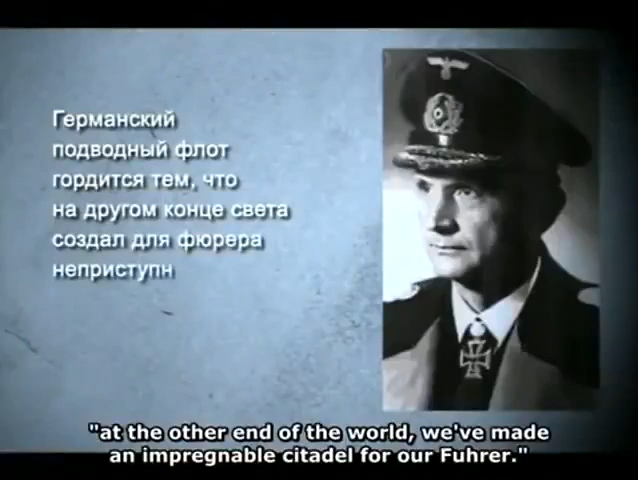 Германский
подводный флот
гордится тем, что
на другом конце света
создал для фюрера
неприступн
"at the other end of the world, we've made
an impregnable citadel for our Fuhrer."